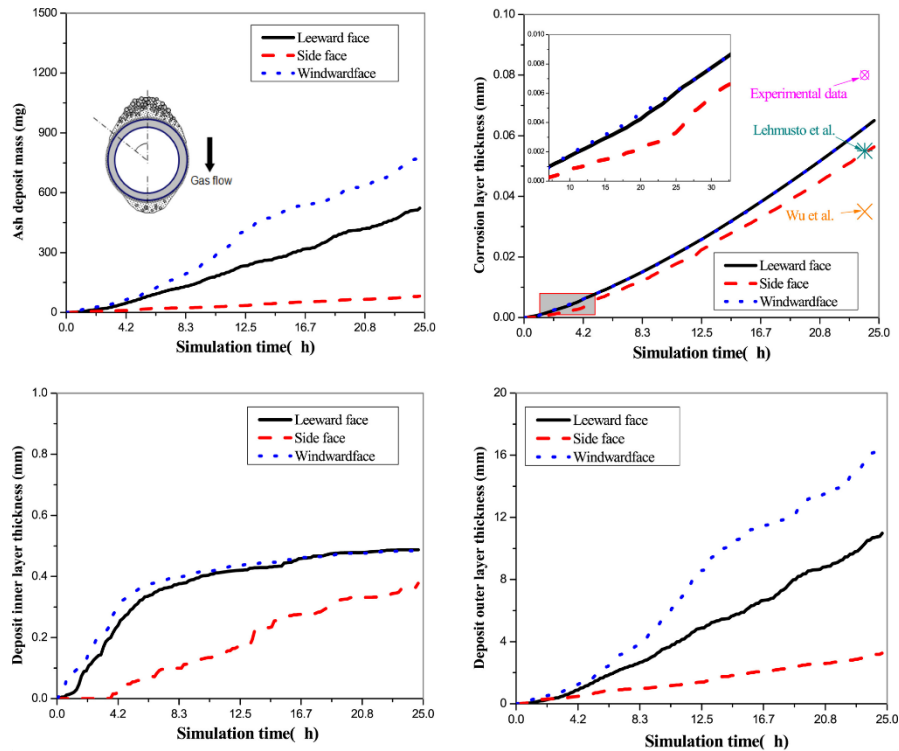 1500
1200
900
600
300
0
Ash deposit mass (mg)
Leeward face
Side face
Windwardface
Gas flow
0.0 4.2 8.3 12.5 16.7 20.8 25.0
Simulation time( h)
0.10
0.08
0.06
0.04
0.02
0.00
Corrosion layer thickness (mm)
0.010
0.008
0.006
0.004
0.002
0.000
10 15 20 25 30
Experimental data
Lehmusto et al.
Wu et al.
Leeward face
Side face
Windwardface
0.0 4.2 8.3 12.5 16.7 20.8 25.0
Simulation time( h)
1.0
0.8
0.6
0.4
0.2
0.0
Deposit inner layer thickness (mm)
Leeward face
Side face
Windwardface
0.0 4.2 8.3 12.5 16.7 20.8 25.0
Simulation time( h)
20
16
12
8
4
0
Deposit outer layer thickness (mm)
Leeward face
Side face
Windwardface
0.0 4.2 8.3 12.5 16.7 20.8 25.0
Simulation time( h)